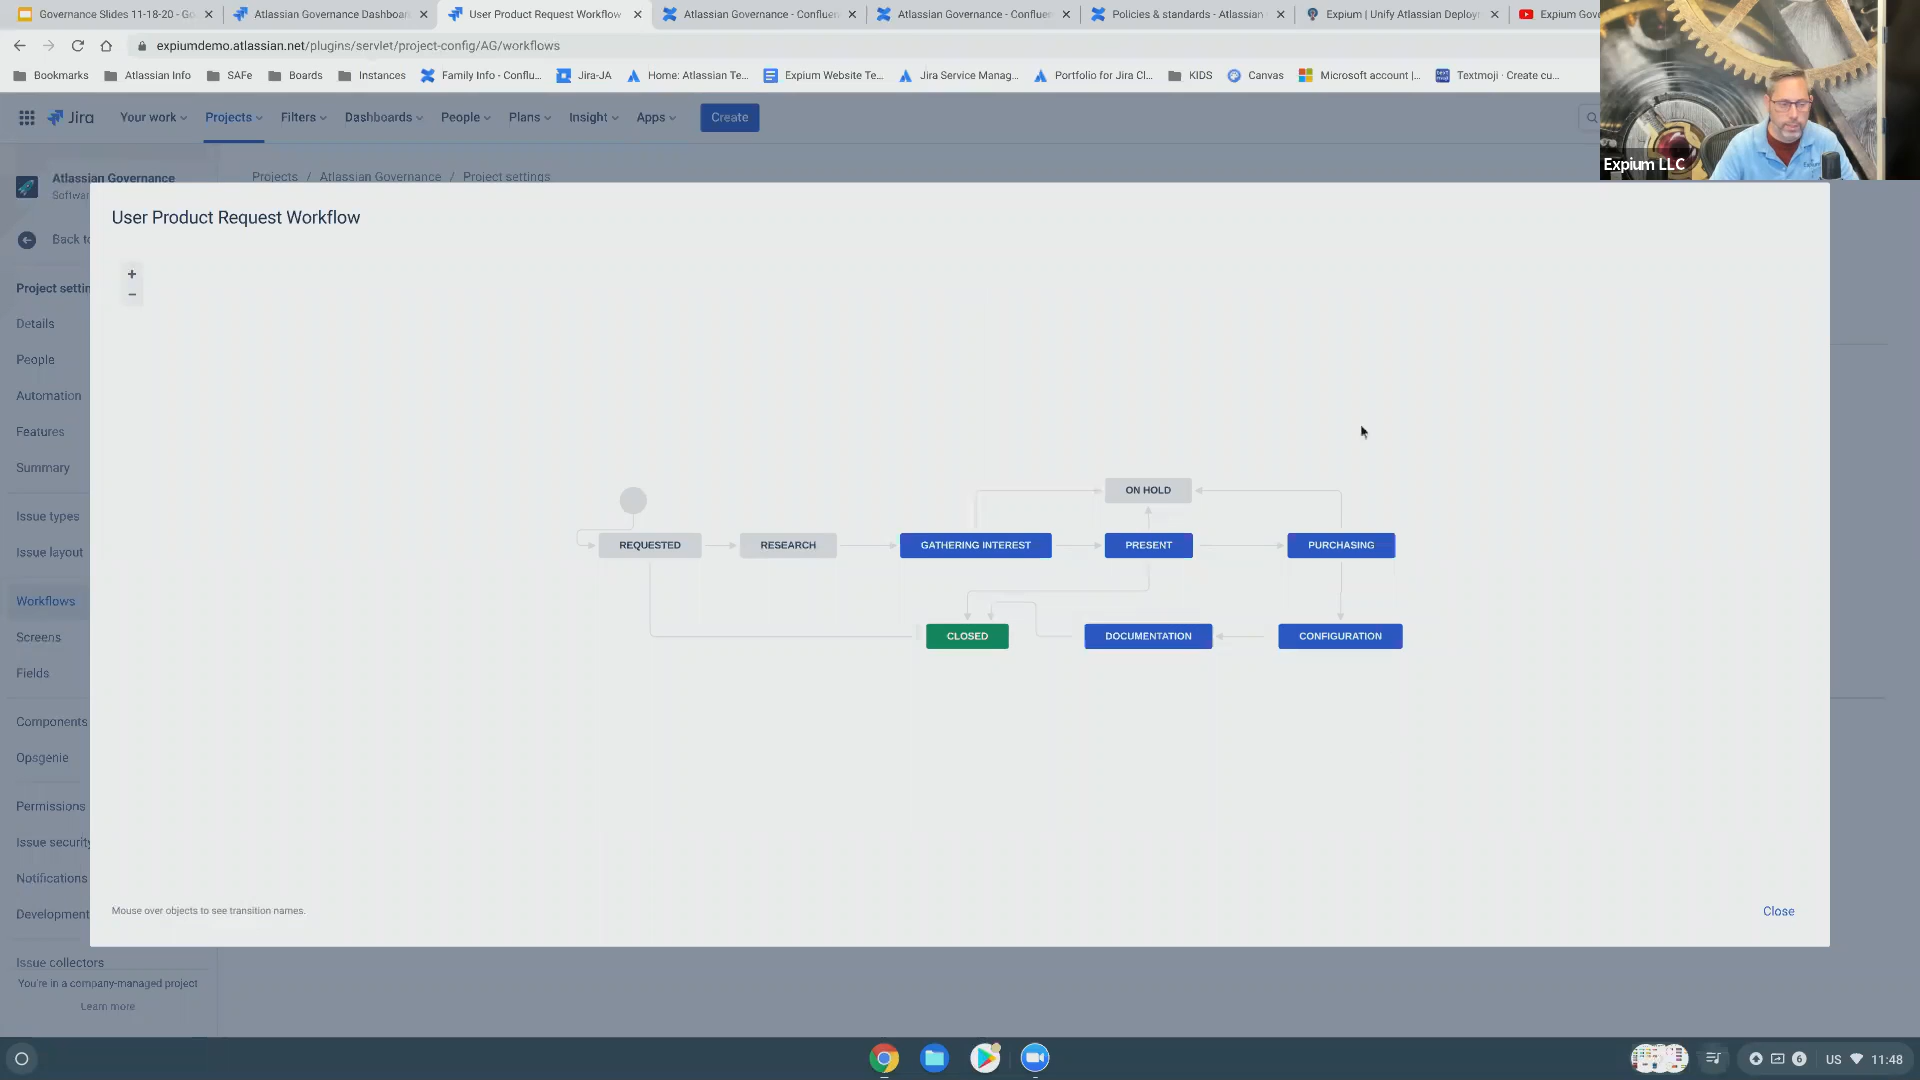 Governance Slides 11-18-20 - Go
Atlassian Governance Dashboard
User Product Request Workflow
Atlassian Governance - Confluen
Atlassian Governance - Confluen
Policies & standards - Atlassian
Expium | Unify Atlassian Deploy
Expium Gov
expiumdemo.atlassian.net/plugins/servlet/project-config/AG/workflows
Bookmarks
Atlassian Info
SAFe
Boards
Instances
Family Info - Conflu...
Jira-JA
Home: Atlassian Te...
Expium Website Te...
Jira Service Manag...
Portfolio for Jira Cl...
KIDS
Canvas
Microsoft account |...
Textmoji · Create cu...
Expium LLC
Jira
Your work
Projects
Filters
Dashboards
People
Plans
Insight
Apps
Create
Atlassian Governance
Softwa
Projects / Atlassian Governance / Project settings
Back to
Project settin
Details
People
Automation
Features
Summary
Issue types
Issue layout
Workflows
Screens
Fields
Components
Opsgenie
Permissions
Issue security
Notifications
Development
Issue collectors
You're in a company-managed project
Learn more
User Product Request Workflow
+
−
ON HOLD
REQUESTED
RESEARCH
GATHERING INTEREST
PRESENT
PURCHASING
CLOSED
DOCUMENTATION
CONFIGURATION
Mouse over objects to see transition names.
Close
6
US
11:48